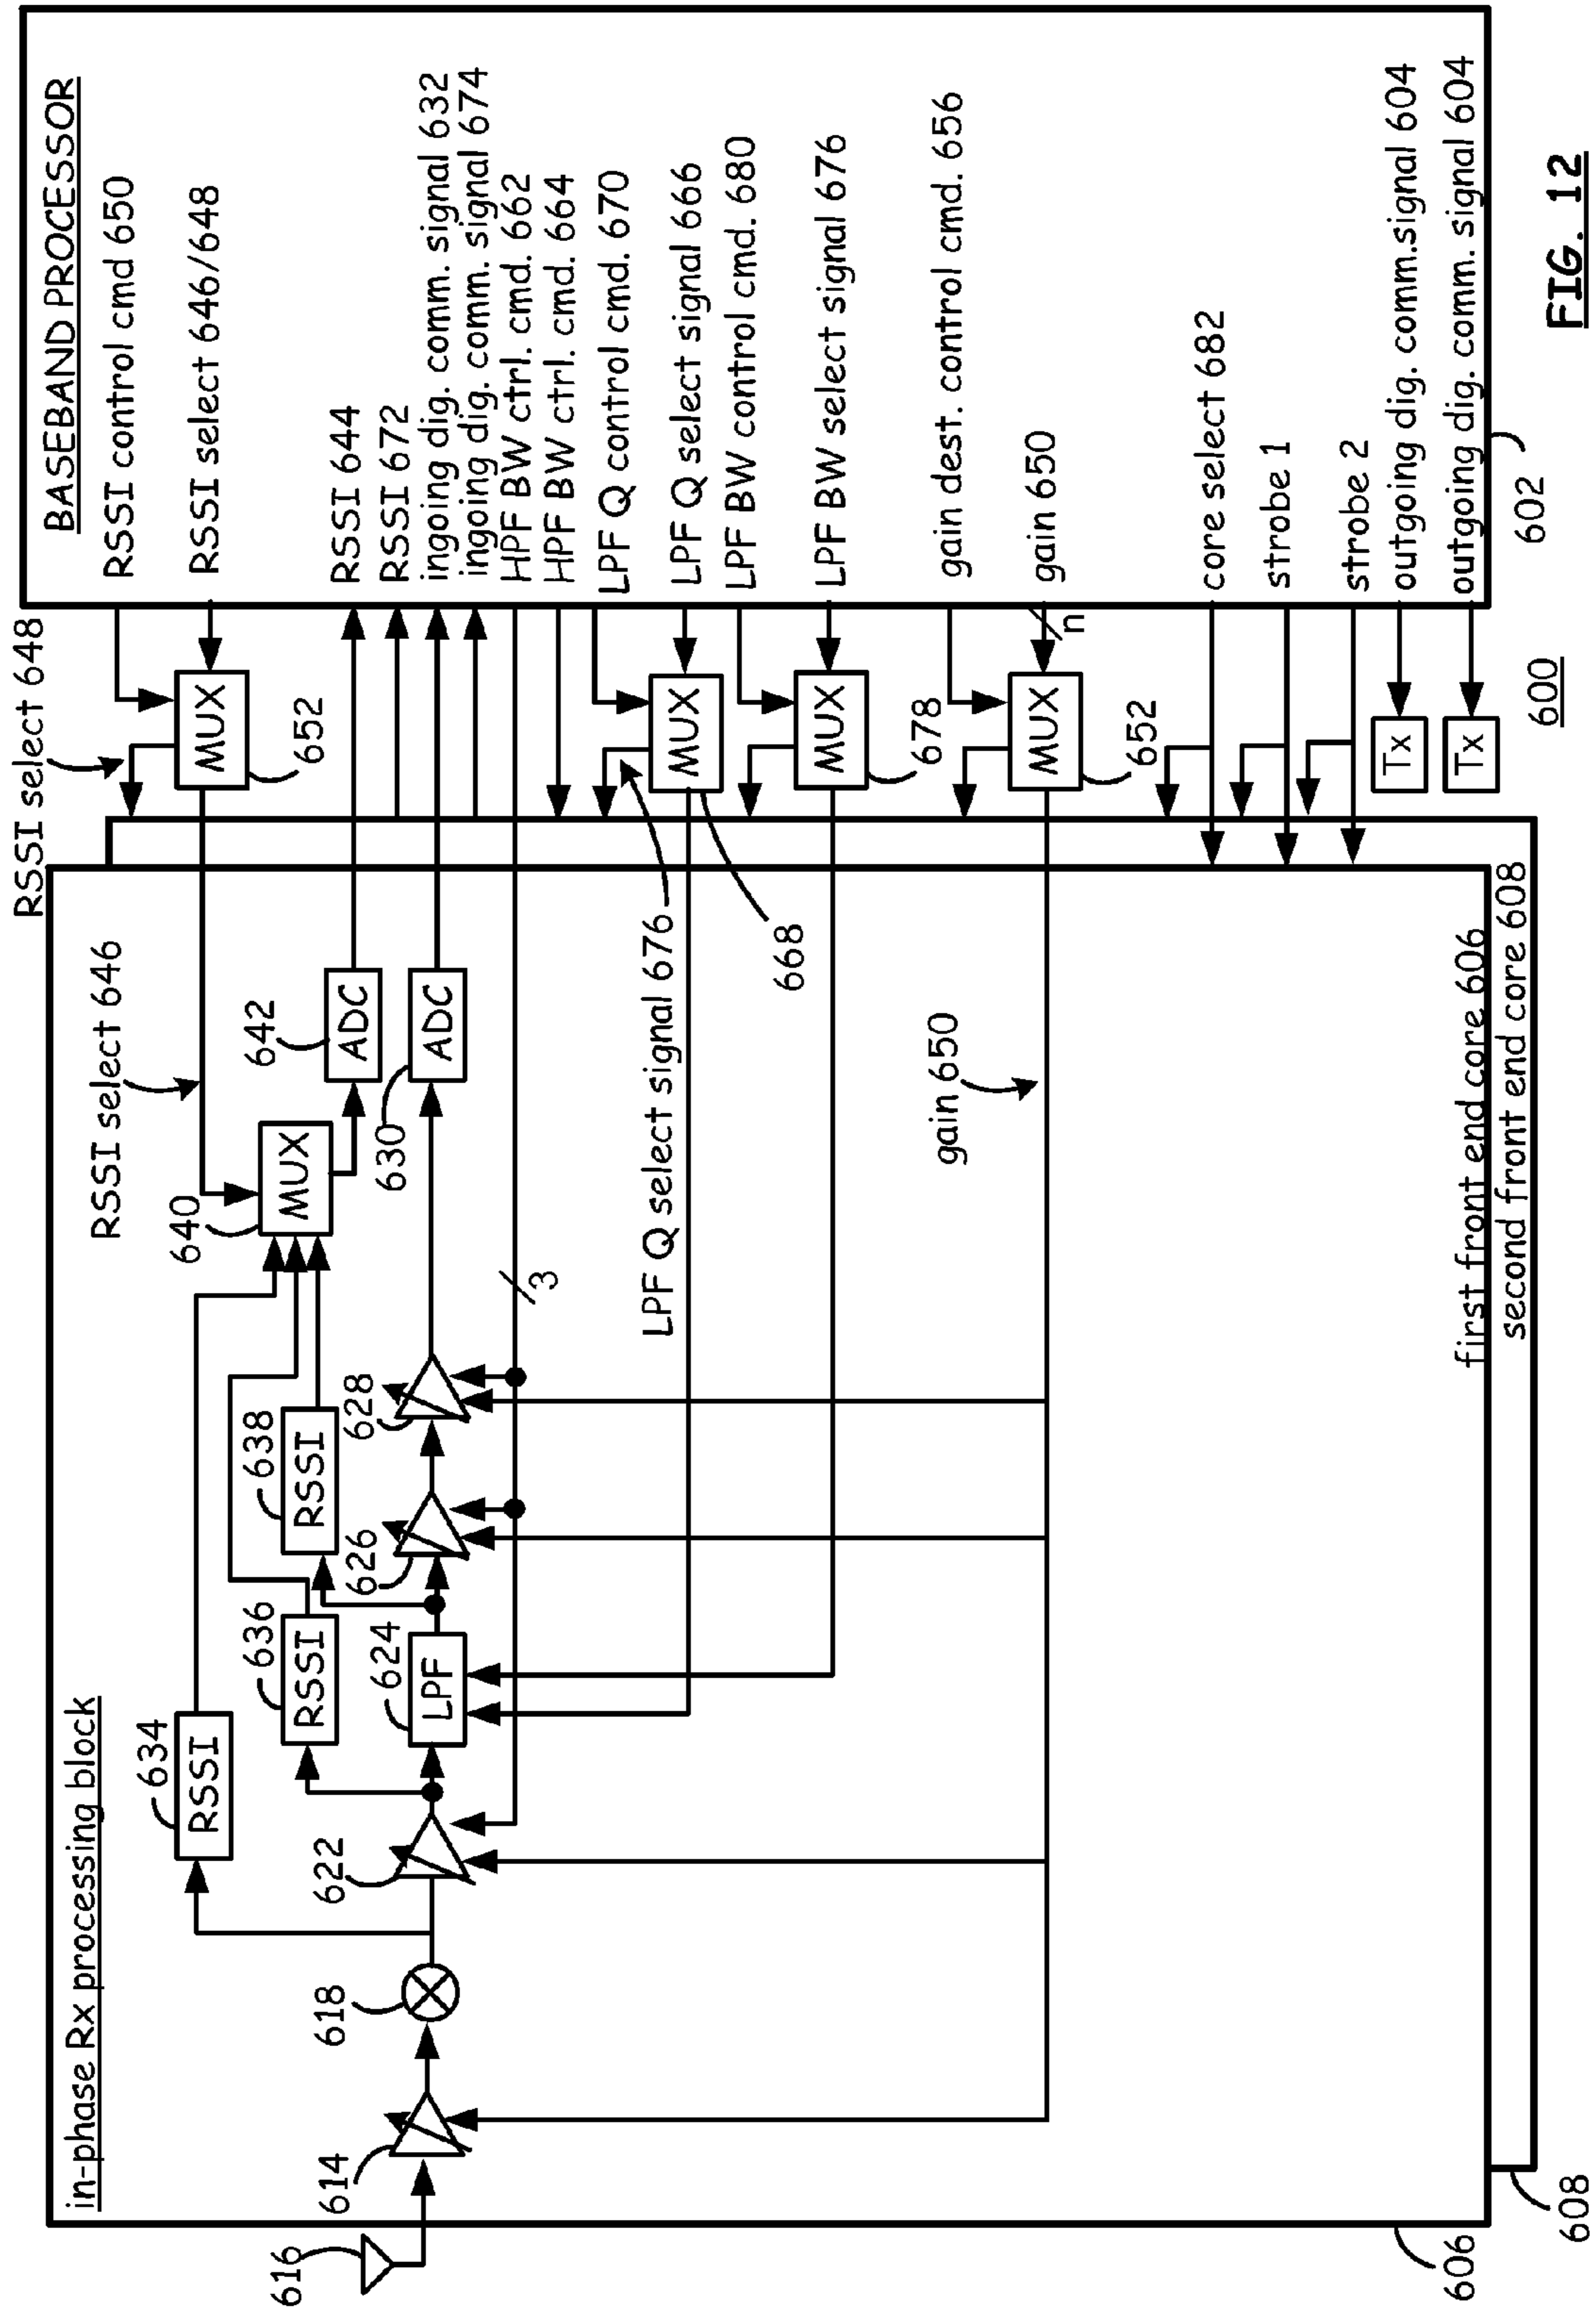 in-phase Rx processing block
616
614
618
622
634
RSSI
636
RSSI
624
LPF
638
RSSI
626
628
3
640
MUX
RSSI select 646
642
ADC
630
ADC
LPF Q select signal 676
668
gain 650
first front end core 606
second front end core 608
606
608
RSSI select 648
MUX
652
MUX
MUX
678
MUX
652
n
Tx
Tx
600
BASEBAND PROCESSOR
RSSI control cmd 650
RSSI select 646/648
RSSI 644
RSSI 672
ingoing dig. comm. signal 632
ingoing dig. comm. signal 674
HPF BW ctrl. cmd. 662
HPF BW ctrl. cmd. 664
LPF Q control cmd. 670
LPF Q select signal 666
LPF BW control cmd. 680
LPF BW select signal 676
gain dest. control cmd. 656
gain 650
core select 682
strobe 1
strobe 2
outgoing dig. comm.signal 604
outgoing dig. comm. signal 604
602
FIG. 12